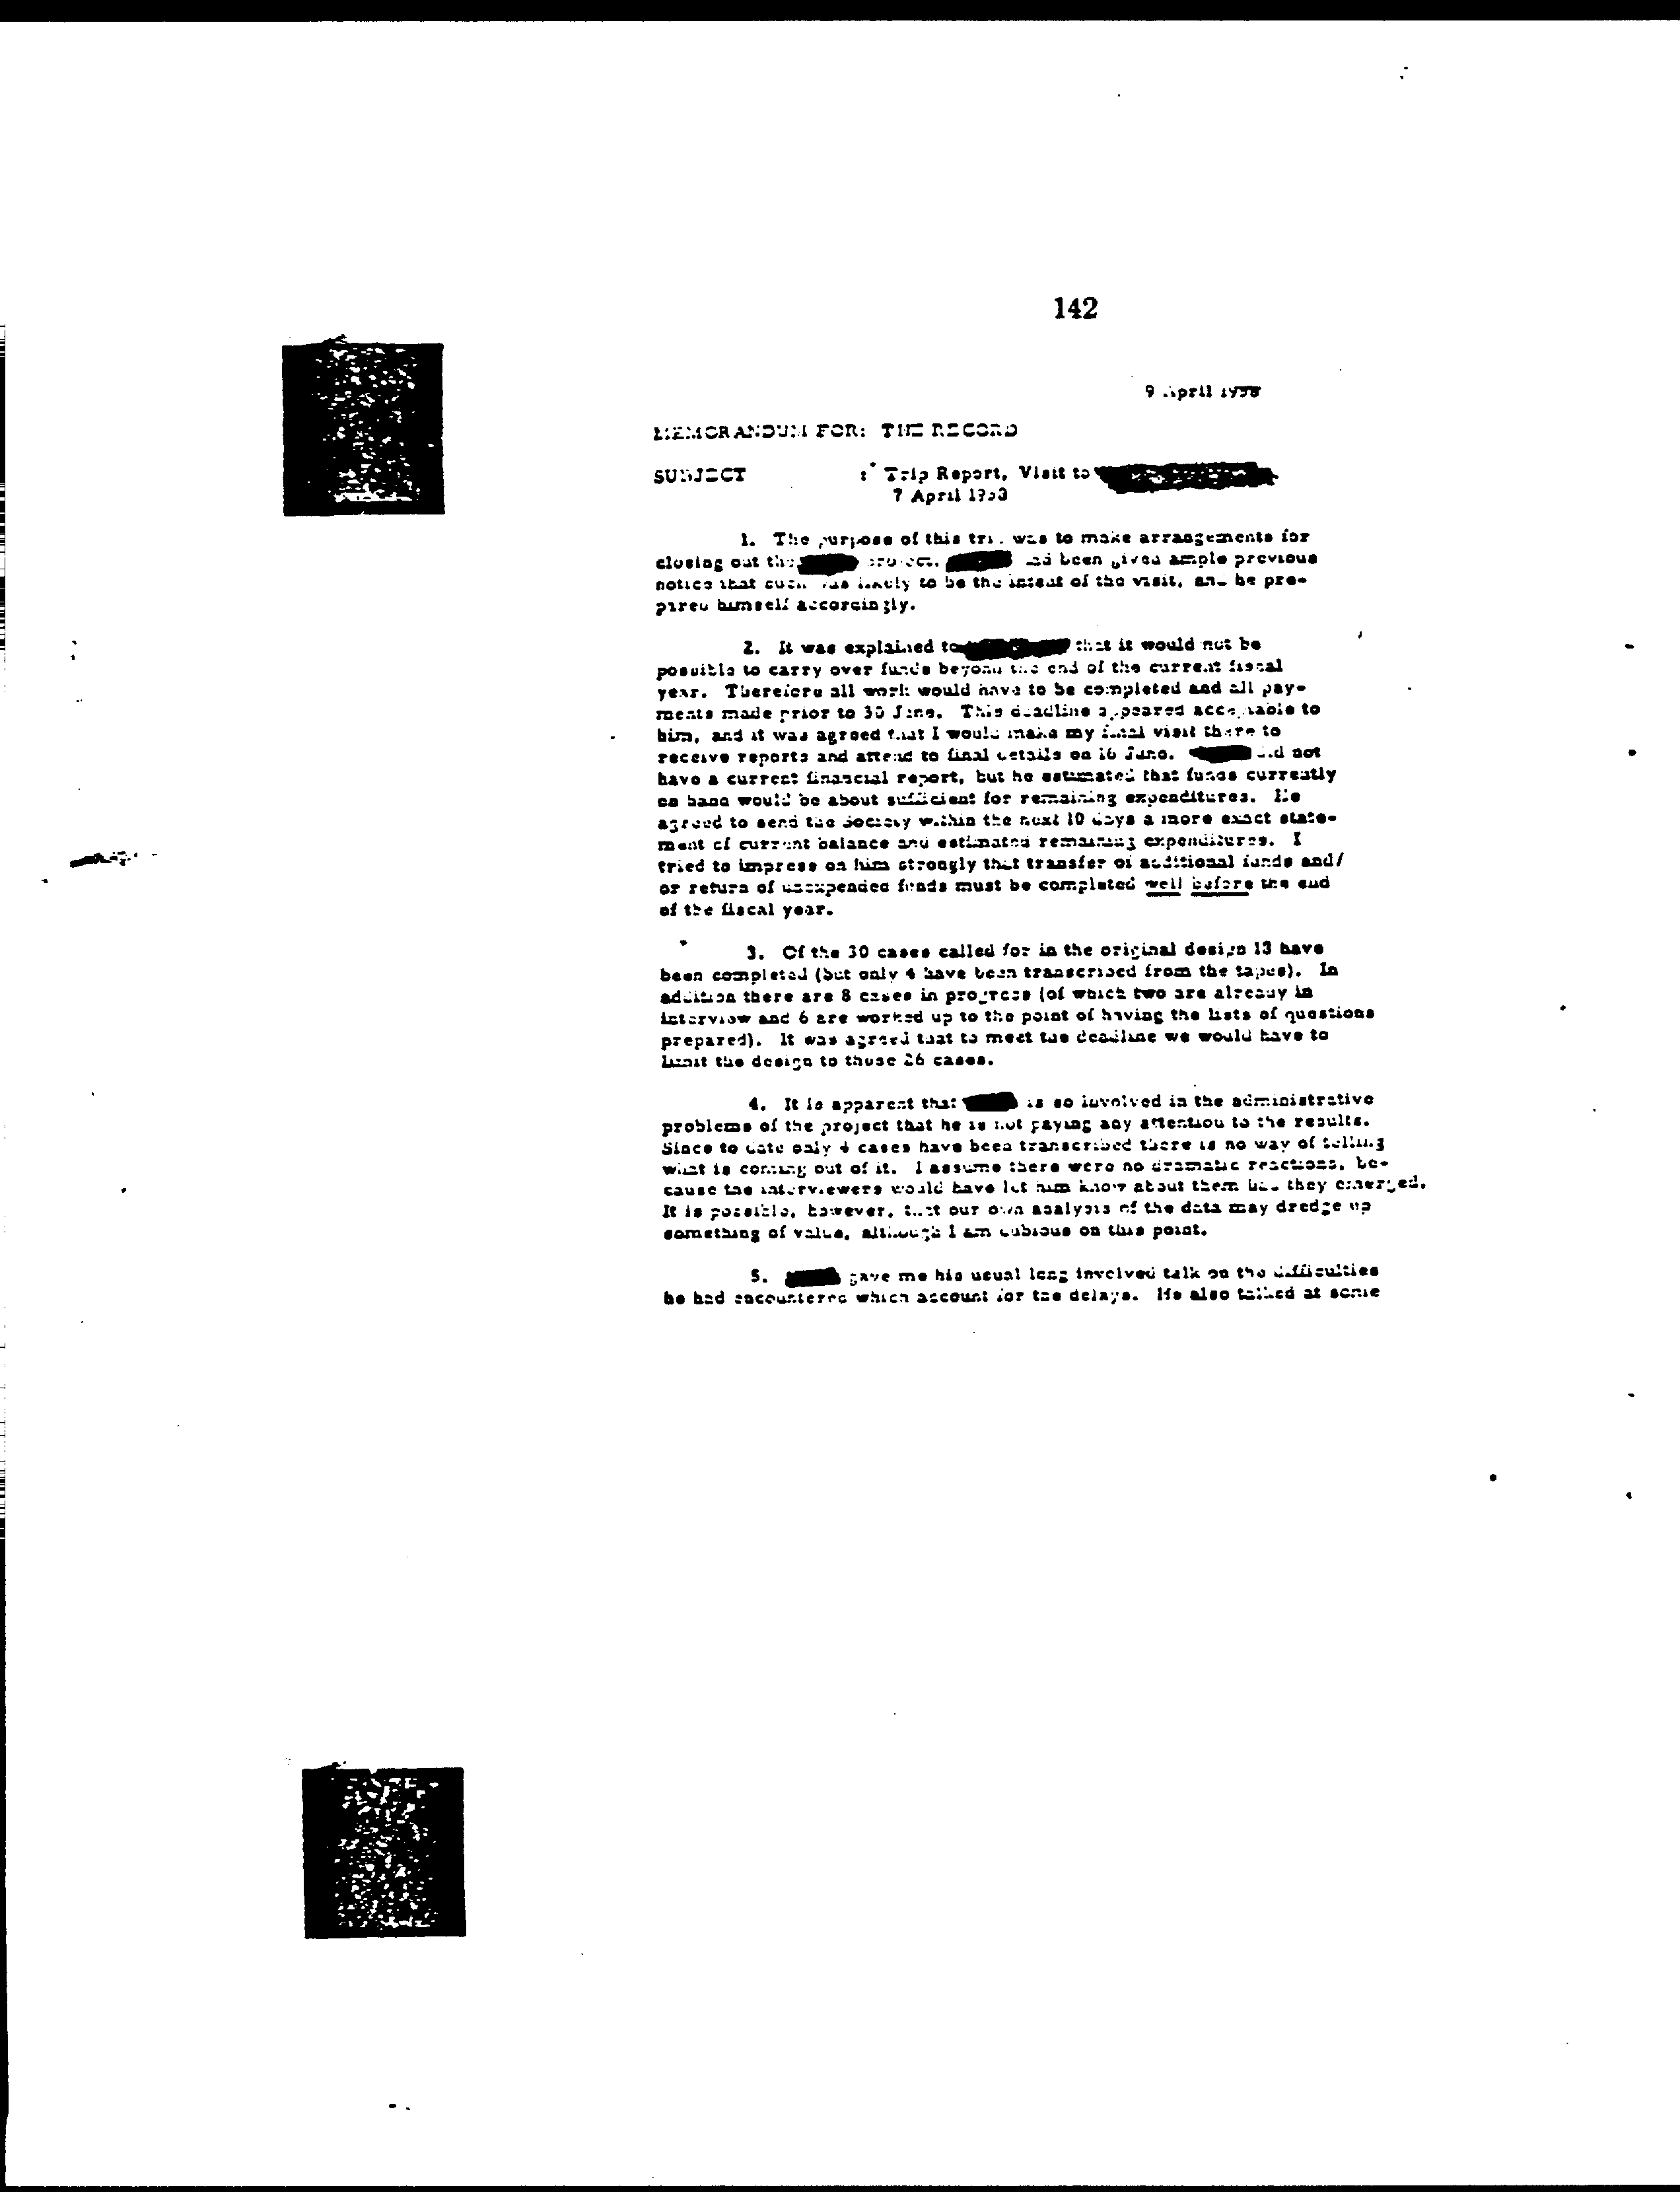 142
9 April 1958
MEMORANDUM FOR: THE RECORD
SUBJECT : Trip Report, Visit to
7 April 1958
1. The purpose of this trip was to make arrangements for
closing out the project. had been given ample previous
notice that such was likely to be the intent of the visit, and he pre-
pared himself accordingly.
2. It was explained to that it would not be
possible to carry over funds beyond the end of the current fiscal
year. Therefore all work would have to be completed and all pay-
ments made prior to 30 June. This deadline appeared acceptable to
him, and it was agreed that I would make my final visit there to
receive reports and attend to final details on 16 June. did not
have a current financial report, but he estimated that funds currently
on hand would be about sufficient for remaining expenditures. He
agreed to send the Society within the next 10 days a more exact state-
ment of current balance and estimated remaining expenditures. I
tried to impress on him strongly that transfer of additional funds and/
or return of unexpended funds must be completed well before the end
of the fiscal year.
3. Of the 30 cases called for in the original design 18 have
been completed (but only 4 have been transcribed from the tapes). In
addition there are 8 cases in progress (of which two are already in
interview and 6 are worked up to the point of having the lists of questions
prepared). It was agreed that to meet the deadline we would have to
limit the design to these 26 cases.
4. It is apparent that is so involved in the administrative
problems of the project that he is not paying any attention to the results.
Since to date only 4 cases have been transcribed there is no way of telling
what is coming out of it. I assume there were no dramatic reactions, be-
cause the interviewers would have let him know about them had they emerged.
It is possible, however, that our own analysis of the data may dredge up
something of value, although I am dubious on this point.
5. gave me his usual long involved talk on the difficulties
he had encountered which account for the delays. He also talked at some